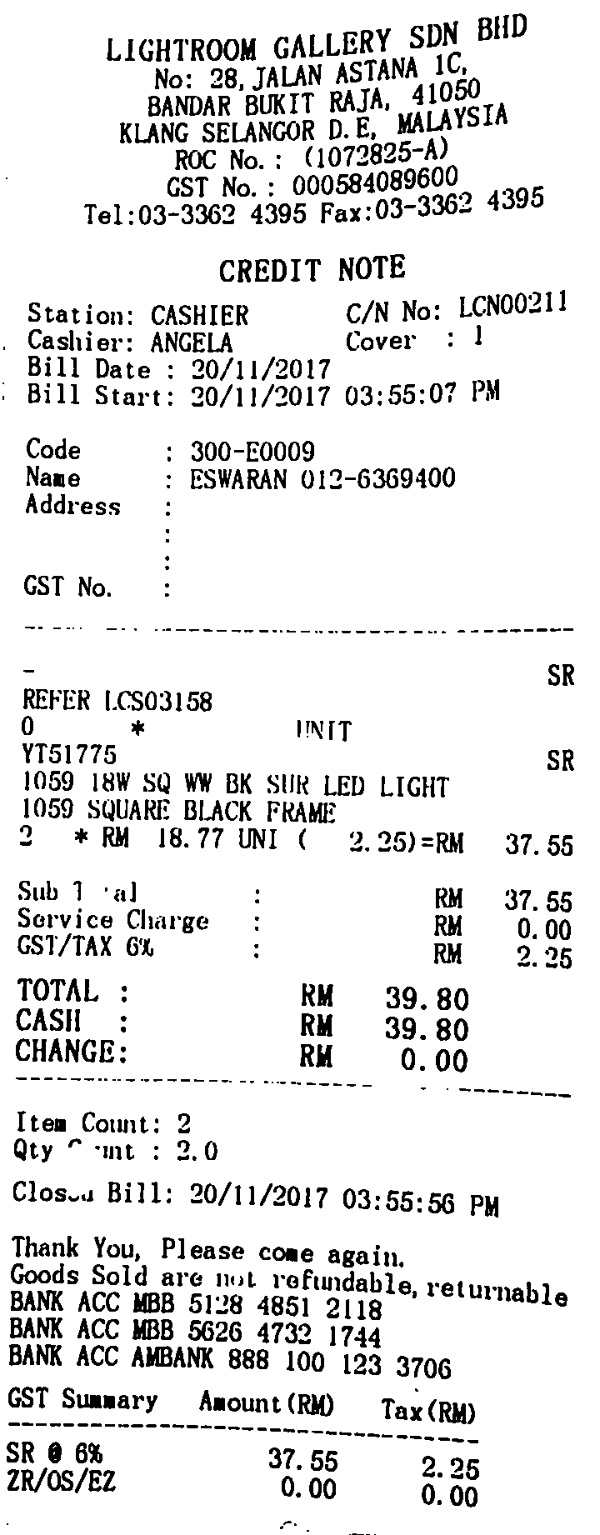 LIGHTROOM GALLERY SDN BHD
No: 28, JALAN ASTANA 1C,
BANDAR BUKIT RAJA, 41050
KLANG SELANGOR D.E, MALAYSIA
ROC No.: (1072825-A)
GST No.: 000584089600
Tel:03-3362 4395 Fax:03-3362 4395
CREDIT NOTE
Station: CASHIER C/N No: LCN00211
Cashier: ANGELA Cover : 1
Bill Date : 20/11/2017
Bill Start: 20/11/2017 03:55:07 PM
Code : 300-E0009
Name : ESWARAN 012-6369400
Address :
:
:
GST No. :
- SR
REFER LCS03158
0 * UNIT
YT51775 SR
1059 18W SQ WW BK SUR LED LIGHT
1059 SQUARE BLACK FRAME
2 * RM 18.77 UNI ( 2.25)=RM 37.55
Sub : RM 37.55
Service Charge : RM 0.00
GST/TAX 6% : RM 2.25
TOTAL : RM 39.80
CASH : RM 39.80
CHANGE: RM 0.00
Item Count: 2
Qty : 2.0
Closed Bill: 20/11/2017 03:55:56 PM
Thank You, Please come again.
Goods Sold are not refundable, returnable
BANK ACC MBB 5128 4851 2118
BANK ACC MBB 5626 4732 1744
BANK ACC AMBANK 888 100 123 3706
GST Summary Amount(RM) Tax(RM)
SR @ 6% 37.55 2.25
ZR/OS/EZ 0.00 0.00